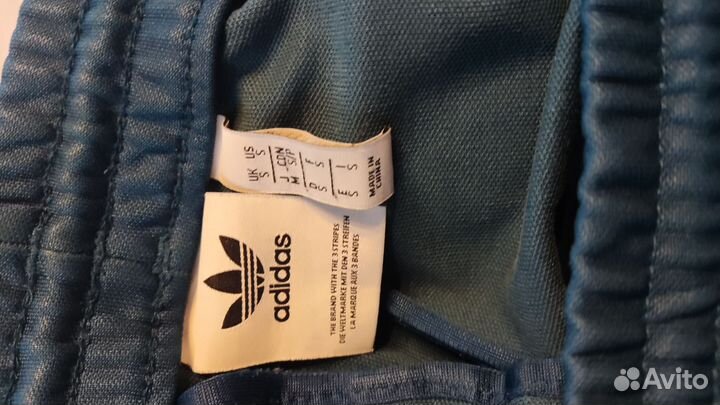 UK US
S S
J -CDN
M S/P
D F
S S
E I
S S
MADE IN
CHINA
adidas
THE BRAND WITH THE 3 STRIPES
DIE WELTMARKE MIT DEN 3 STREIFEN
LA MARQUE AUX 3 BANDES
Avito